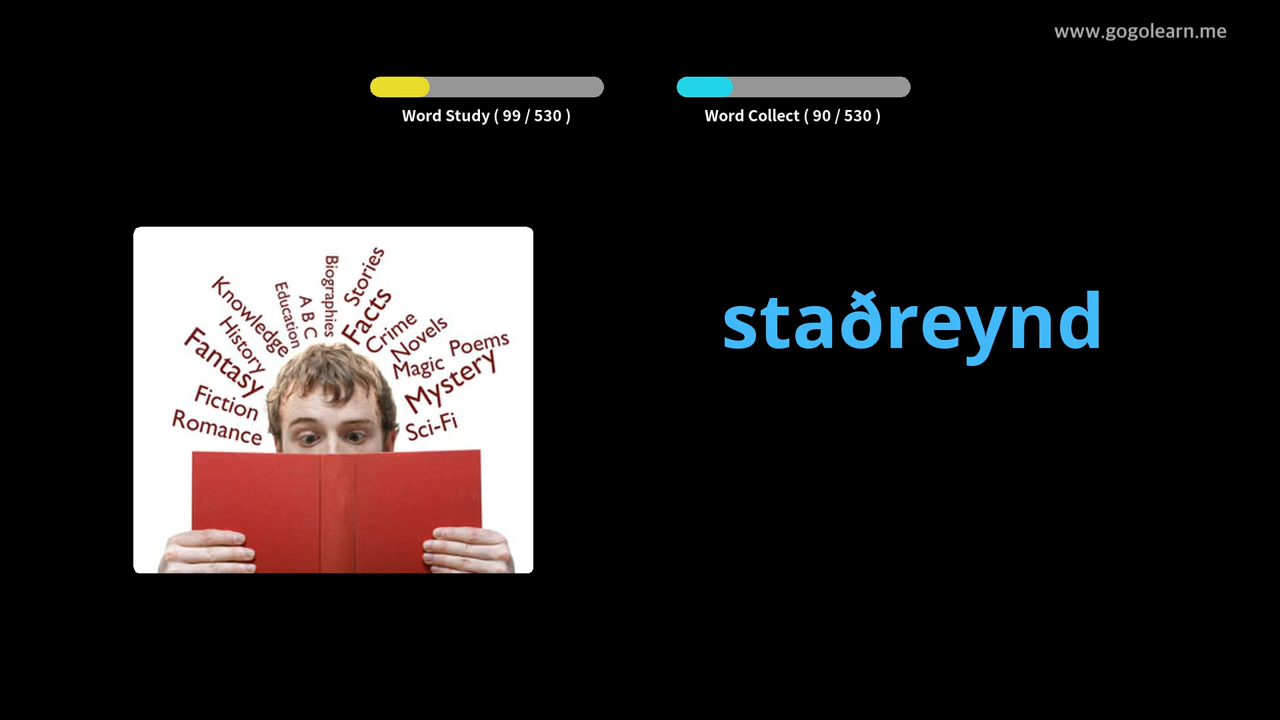 www.gogolearn.me
Word Study ( 99 / 530 )
Word Collect ( 90 / 530 )
staðreynd
Stories
Biographies
Facts
A B C
Education
Knowledge
Crime
History
Novels
Fantasy
Poems
Magic
Mystery
Fiction
Romance
Sci-Fi